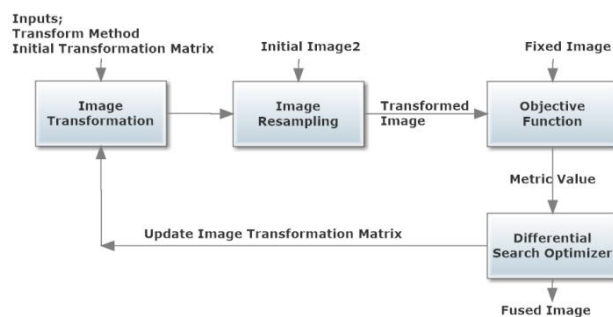 Inputs;
Transform Method
Initial Transformation Matrix
Initial Image2
Fixed Image
Image
Transformation
Image
Resampling
Transformed
Image
Objective
Function
Metric Value
Update Image Transformation Matrix
Differential
Search Optimizer
Fused Image